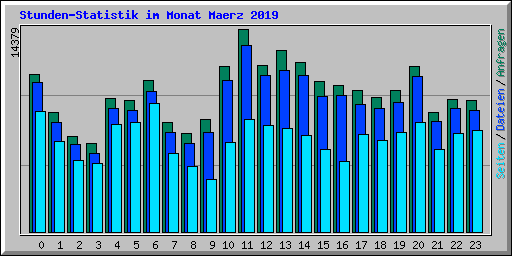 Stunden-Statistik im Monat Maerz 2019
14379
Seiten/Dateien/Anfragen
0 1 2 3 4 5 6 7 8 9 10 11 12 13 14 15 16 17 18 19 20 21 22 23